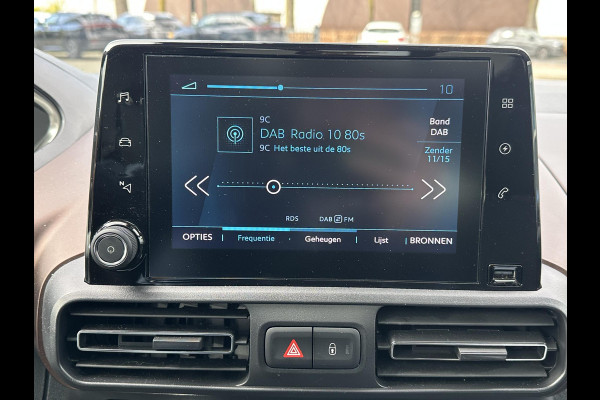 10
9C
DAB Radio 10 80s
9C Het beste uit de 80s
Band
DAB
Zender
11/15
RDS DAB FM
OPTIES Frequentie Geheugen Lijst BRONNEN
N